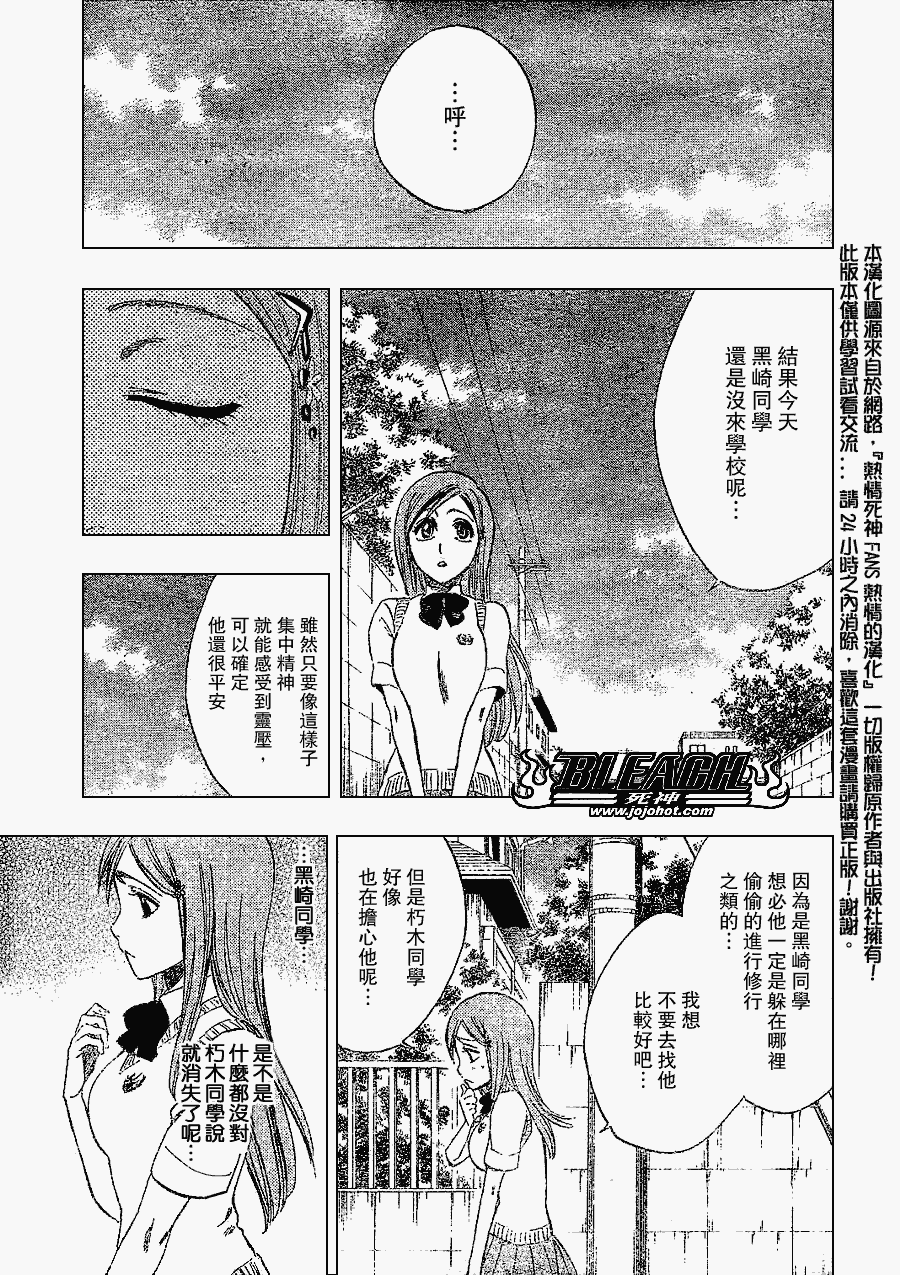 …呼…
結果今天
黑崎同學
還是沒來學校呢…
雖然只要像這樣子
集中精神
就能感受到靈壓，
可以確定
他還很平安
因為是黑崎同學
想必他一定是躲在哪裡
偷偷的進行修行
之類的…
我想
不要去找他
比較好吧…
但是朽木同學
好像
也在擔心他呢…
…黑崎同學…
是不是
什麼都沒對
朽木同學說
就消失了呢…
BLEACH
死神
www.jojohot.com
本漢化圖源來自於網路，『熱情死神FANS熱情的漢化』一切版權歸原作者與出版社擁有！
此版本僅供學習試看交流... 請24小時之內消除，喜歡這套漫畫請購買正版！謝謝。